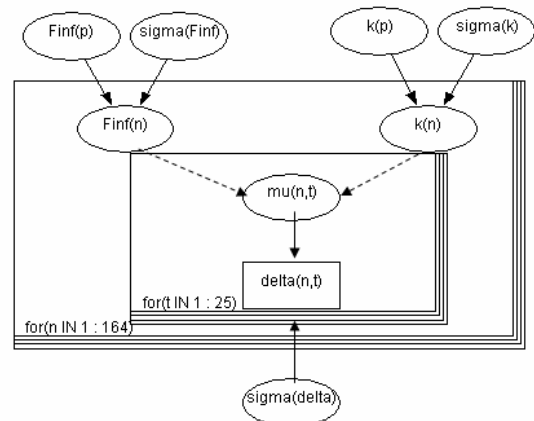 Finf(p)
sigma(Finf)
k(p)
sigma(k)
Finf(n)
k(n)
mu(n,t)
delta(n,t)
for(t IN 1 : 25)
for(n IN 1 : 164)
sigma(delta)